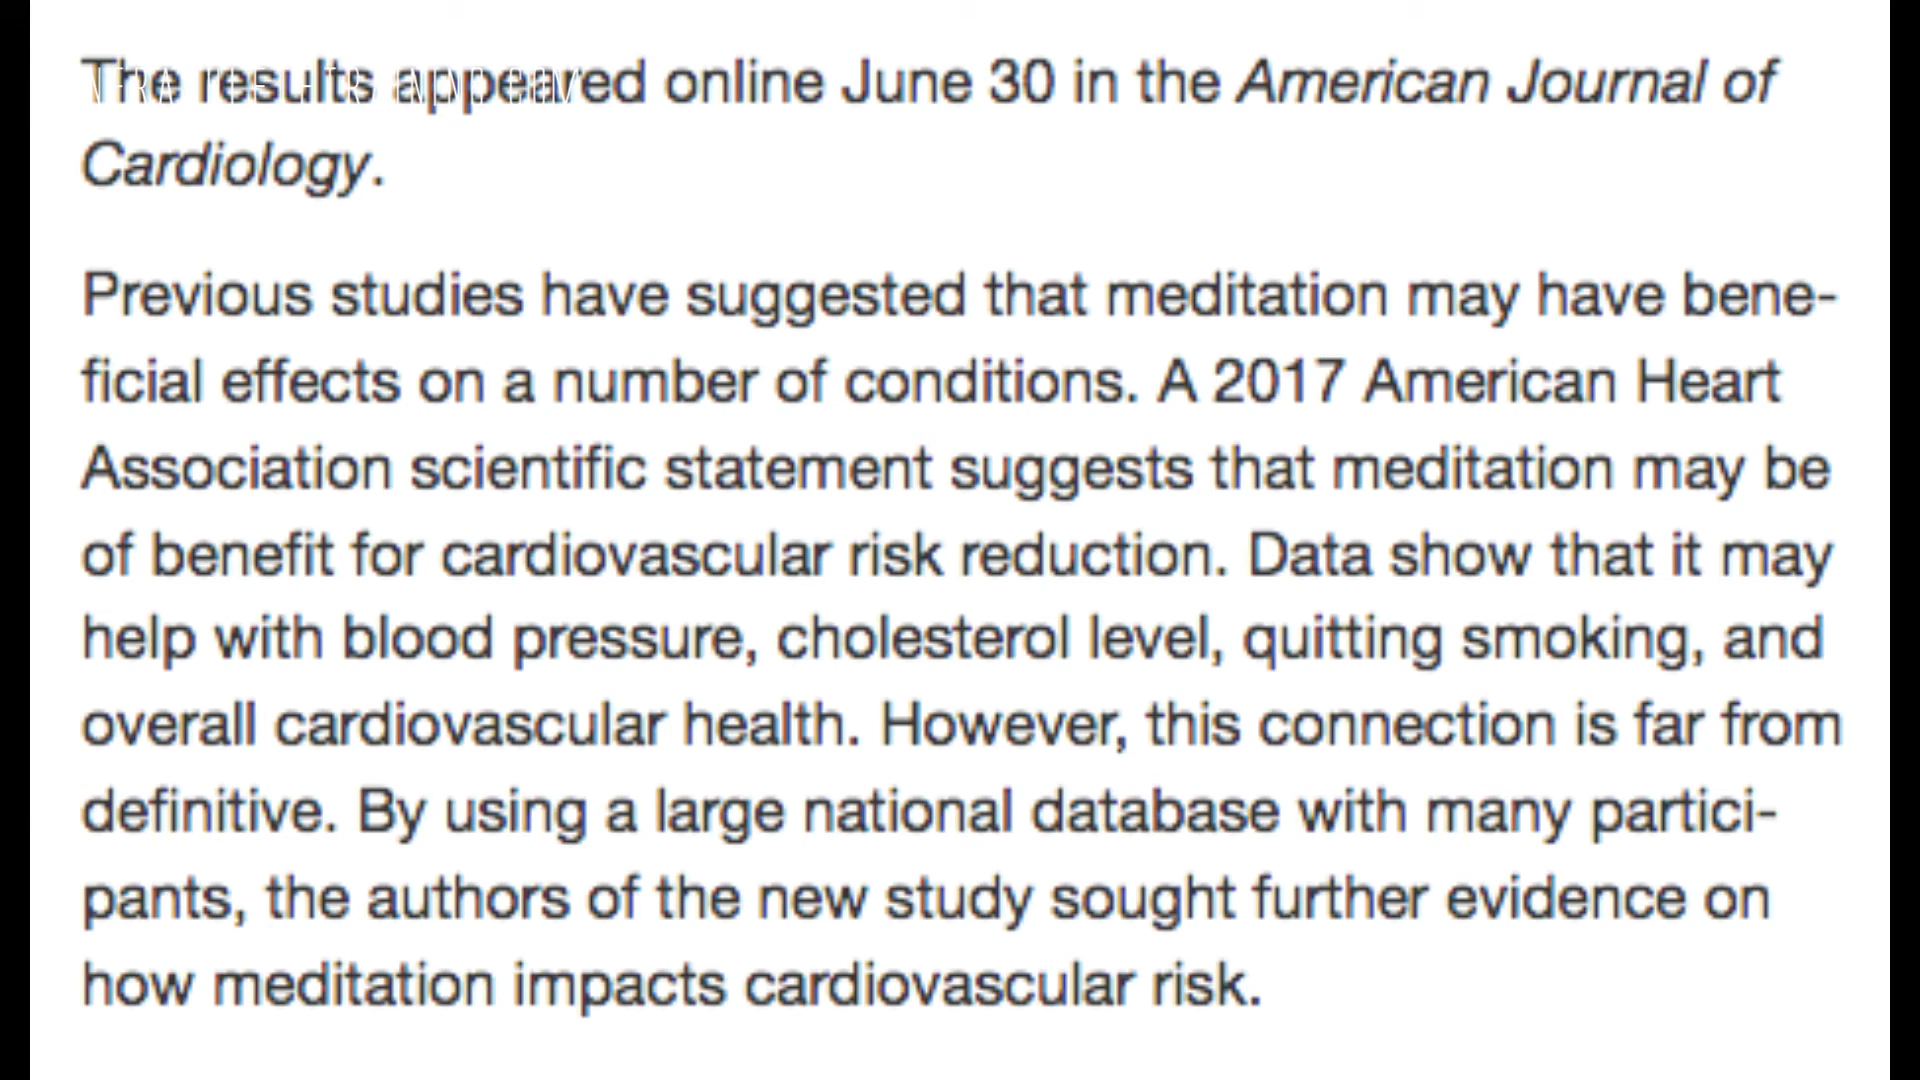 The results appeared online June 30 in the American Journal of
Cardiology.
Previous studies have suggested that meditation may have bene-
ficial effects on a number of conditions. A 2017 American Heart
Association scientific statement suggests that meditation may be
of benefit for cardiovascular risk reduction. Data show that it may
help with blood pressure, cholesterol level, quitting smoking, and
overall cardiovascular health. However, this connection is far from
definitive. By using a large national database with many partici-
pants, the authors of the new study sought further evidence on
how meditation impacts cardiovascular risk.